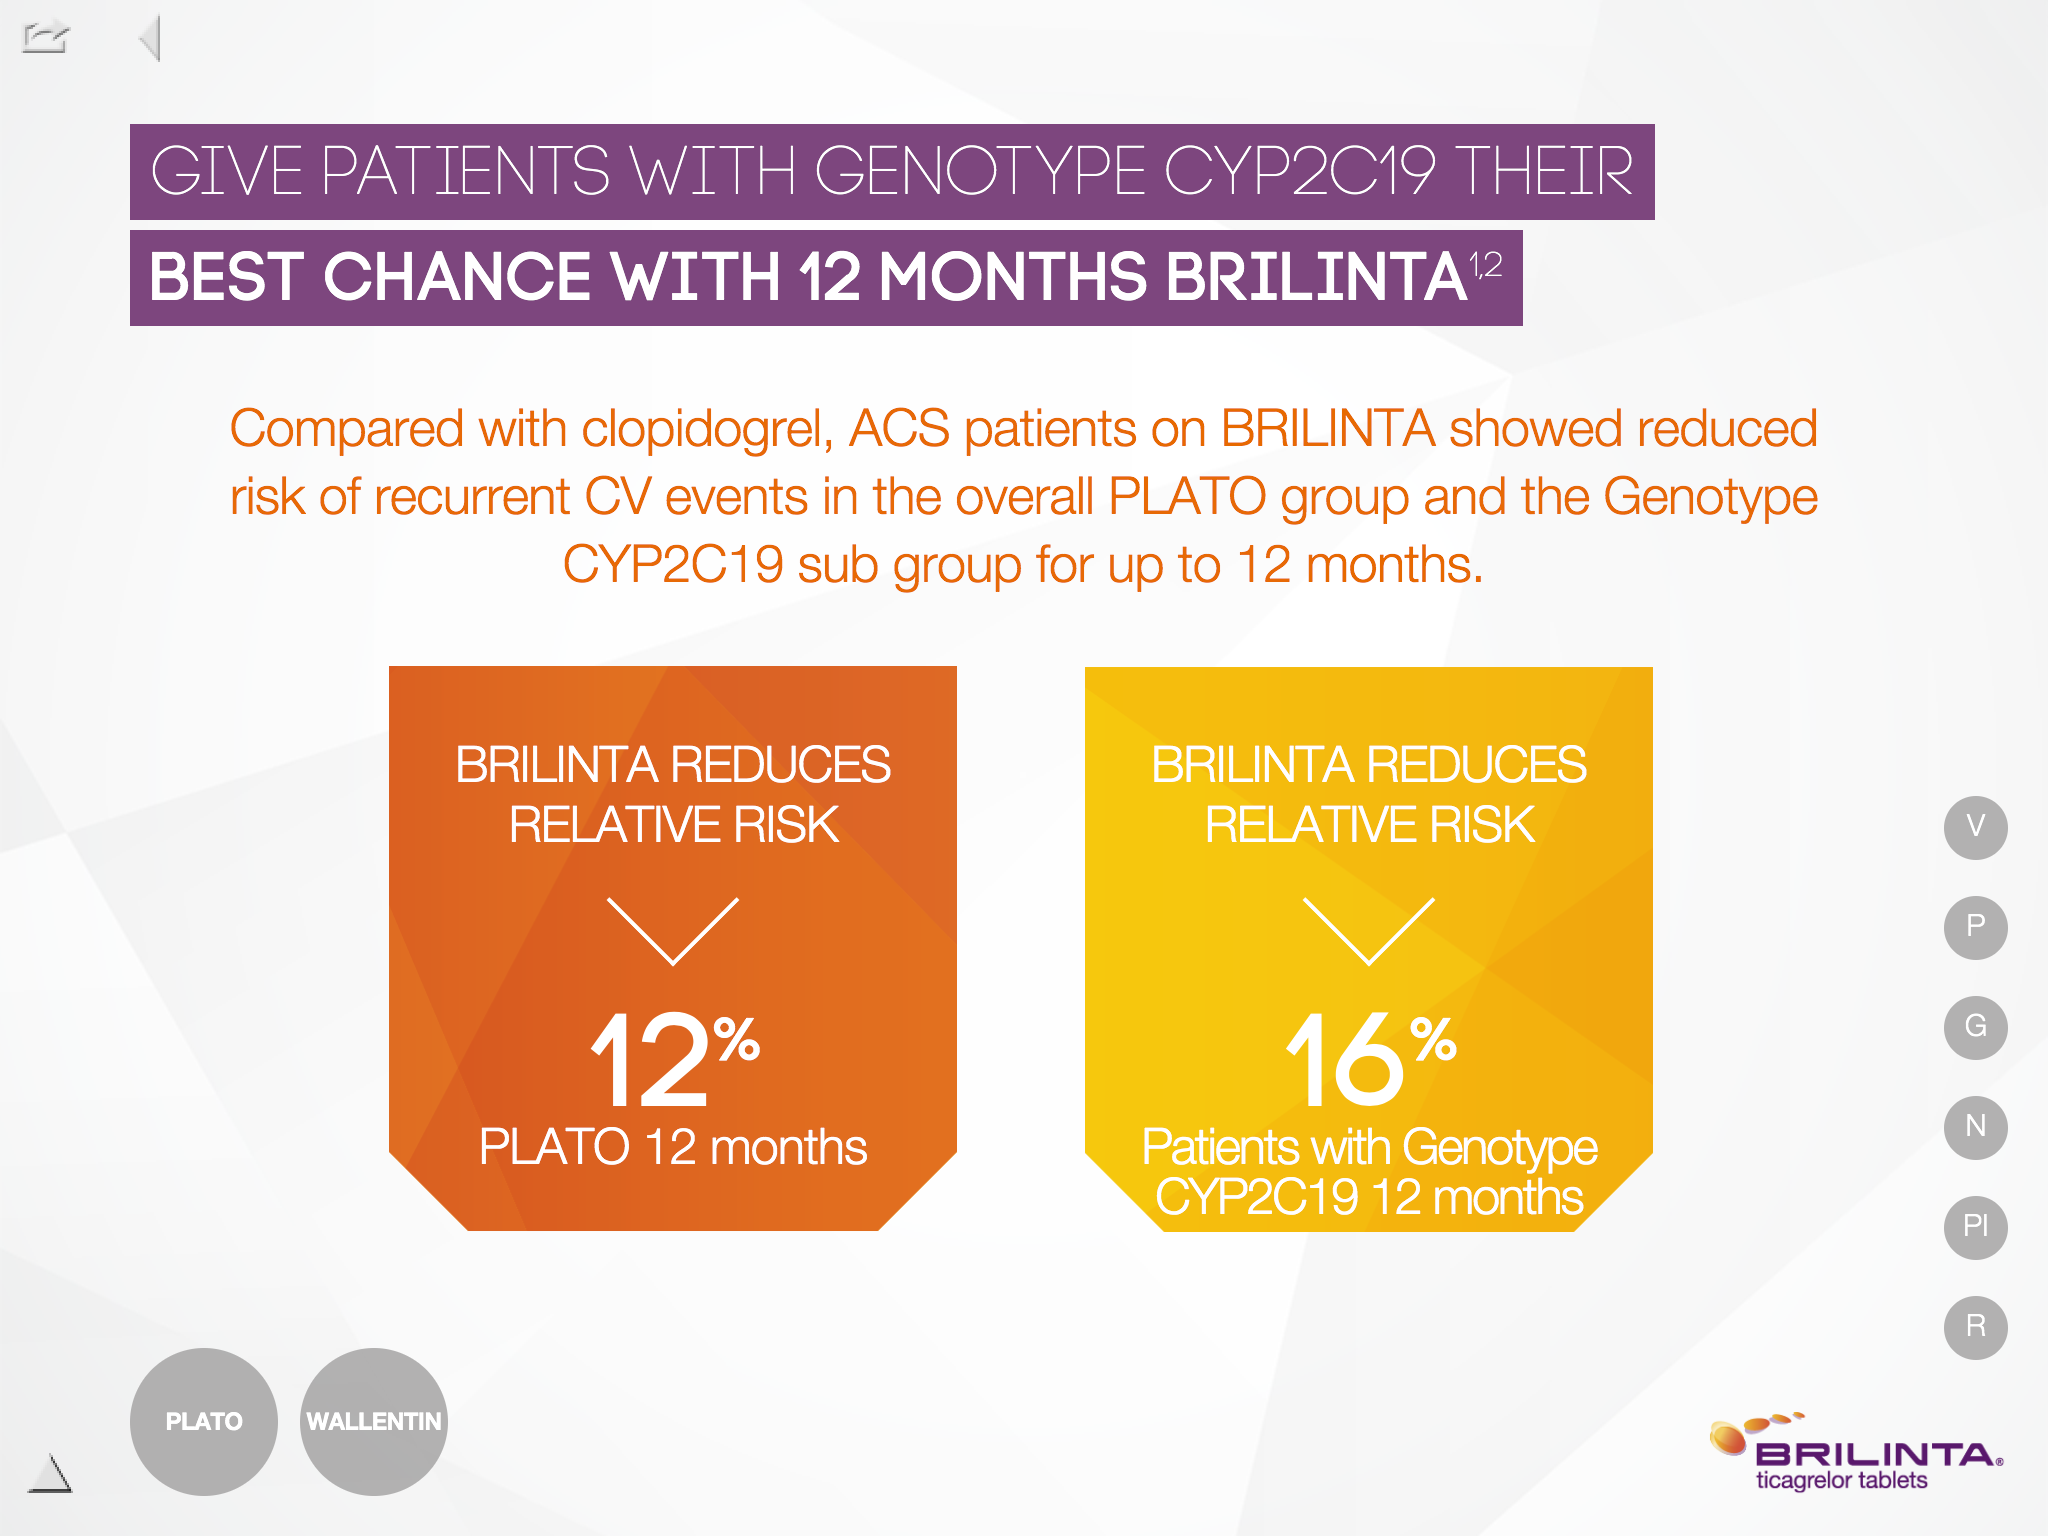 GIVE PATIENTS WITH GENOTYPE CYP2C19 THEIR
BEST CHANCE WITH 12 MONTHS BRILINTA1,2
Compared with clopidogrel, ACS patients on BRILINTA showed reduced
risk of recurrent CV events in the overall PLATO group and the Genotype
CYP2C19 sub group for up to 12 months.
BRILINTA REDUCES
RELATIVE RISK
12%
PLATO 12 months
BRILINTA REDUCES
RELATIVE RISK
16%
Patients with Genotype
CYP2C19 12 months
V
P
G
N
PI
R
PLATO
WALLENTIN
BRILINTA®
ticagrelor tablets